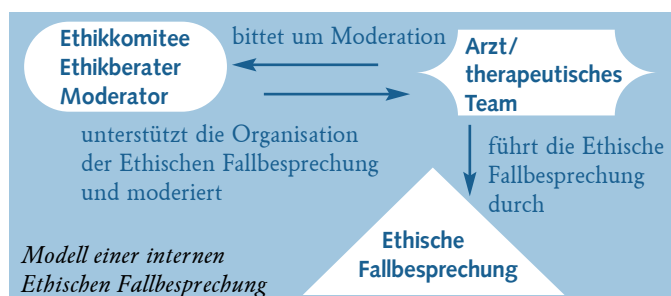 Ethikkomitee
Ethikberater
Moderator
bittet um Moderation
Arzt/
therapeutisches
Team
unterstützt die Organisation
der Ethischen Fallbesprechung
und moderiert
führt die Ethische
Fallbesprechung
durch
Ethische
Fallbesprechung
Modell einer internen
Ethischen Fallbesprechung